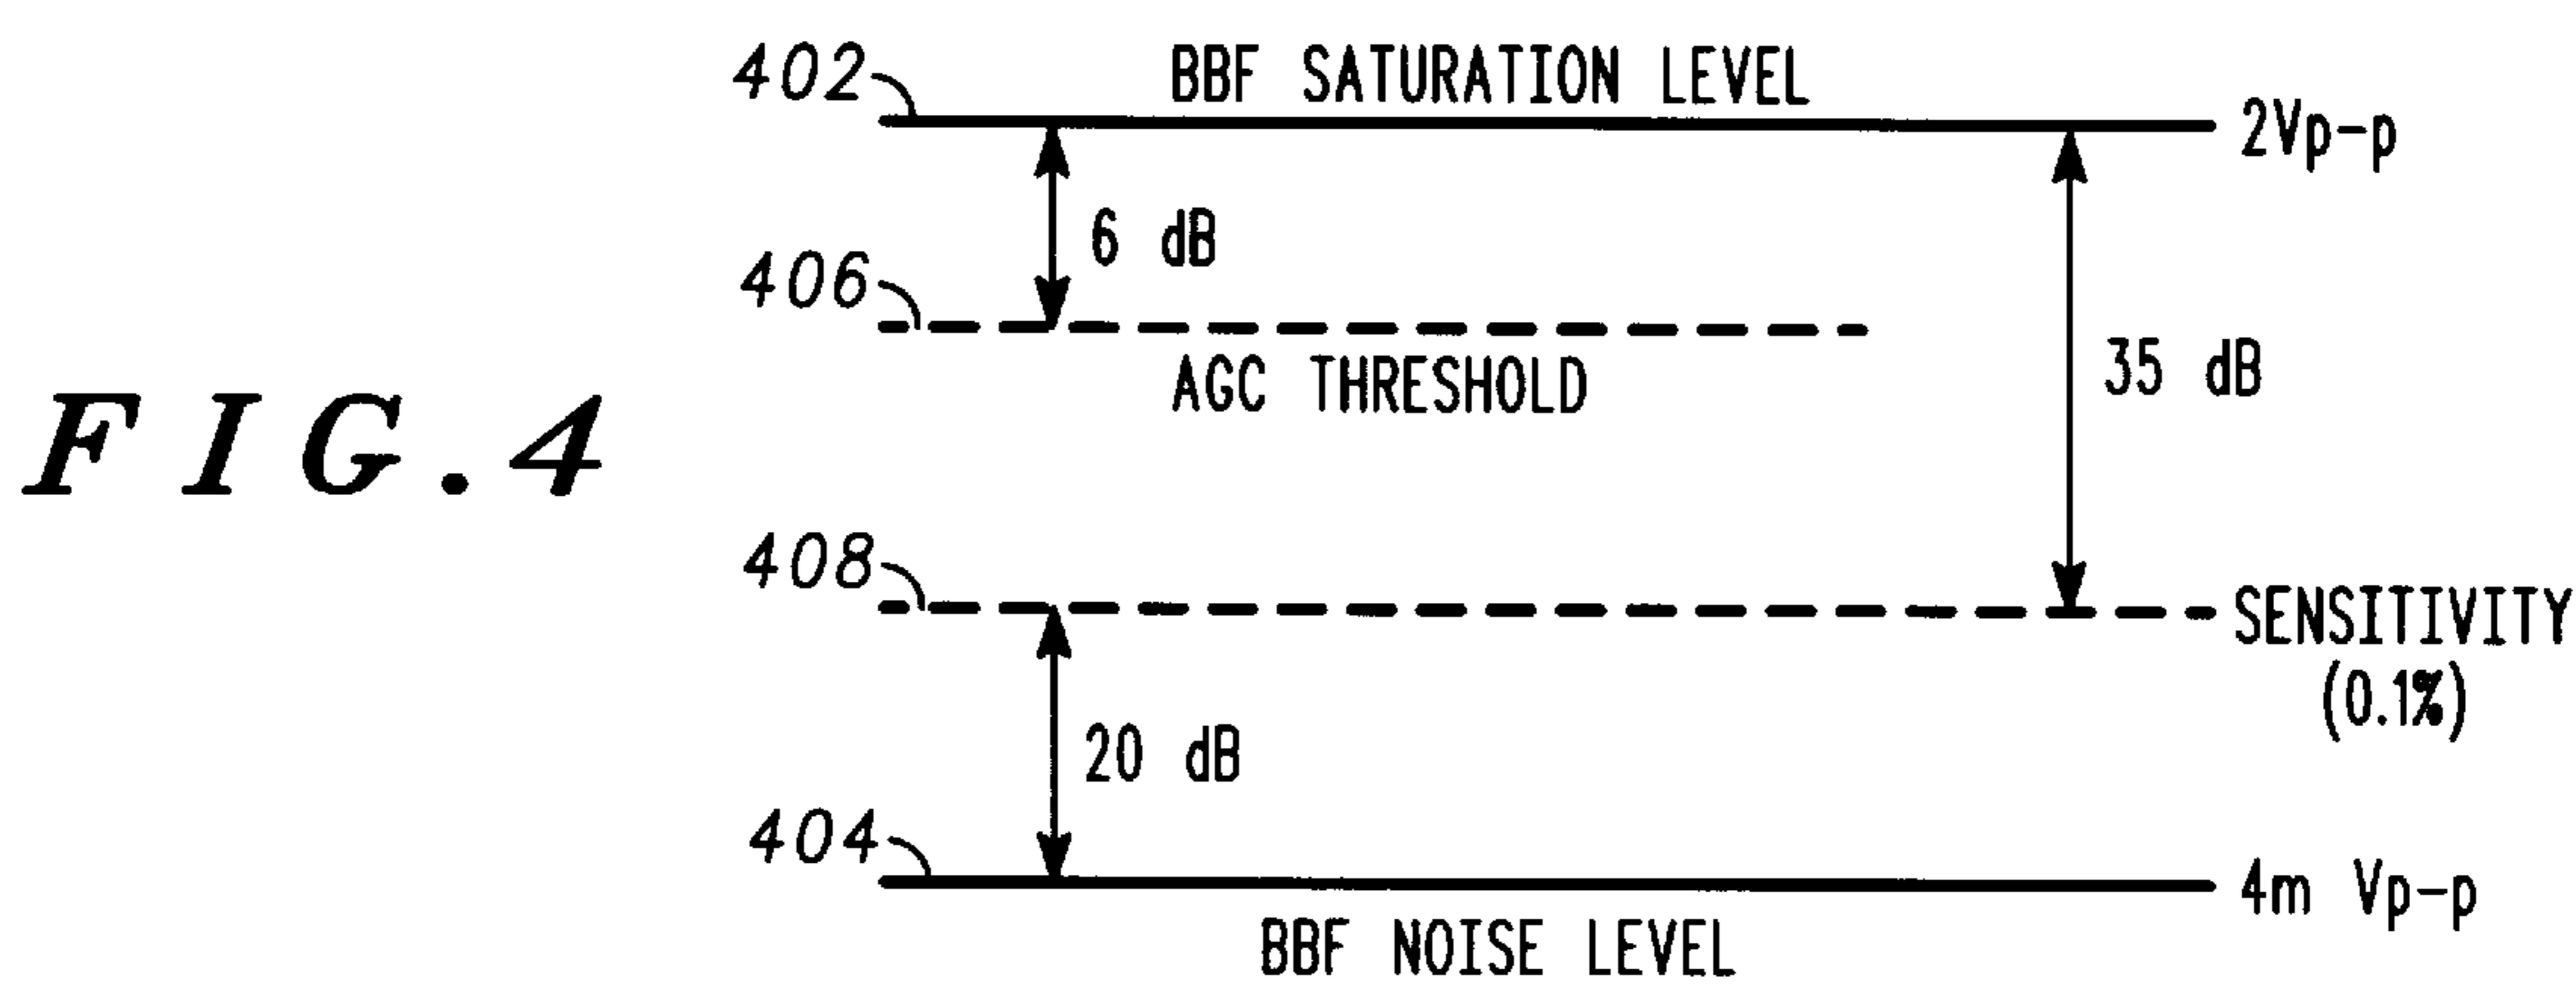 402
BBF SATURATION LEVEL
2Vp-p
6 dB
406
AGC THRESHOLD
35 dB
FIG.4
408
SENSITIVITY
(0.1%)
20 dB
404
4m Vp-p
BBF NOISE LEVEL